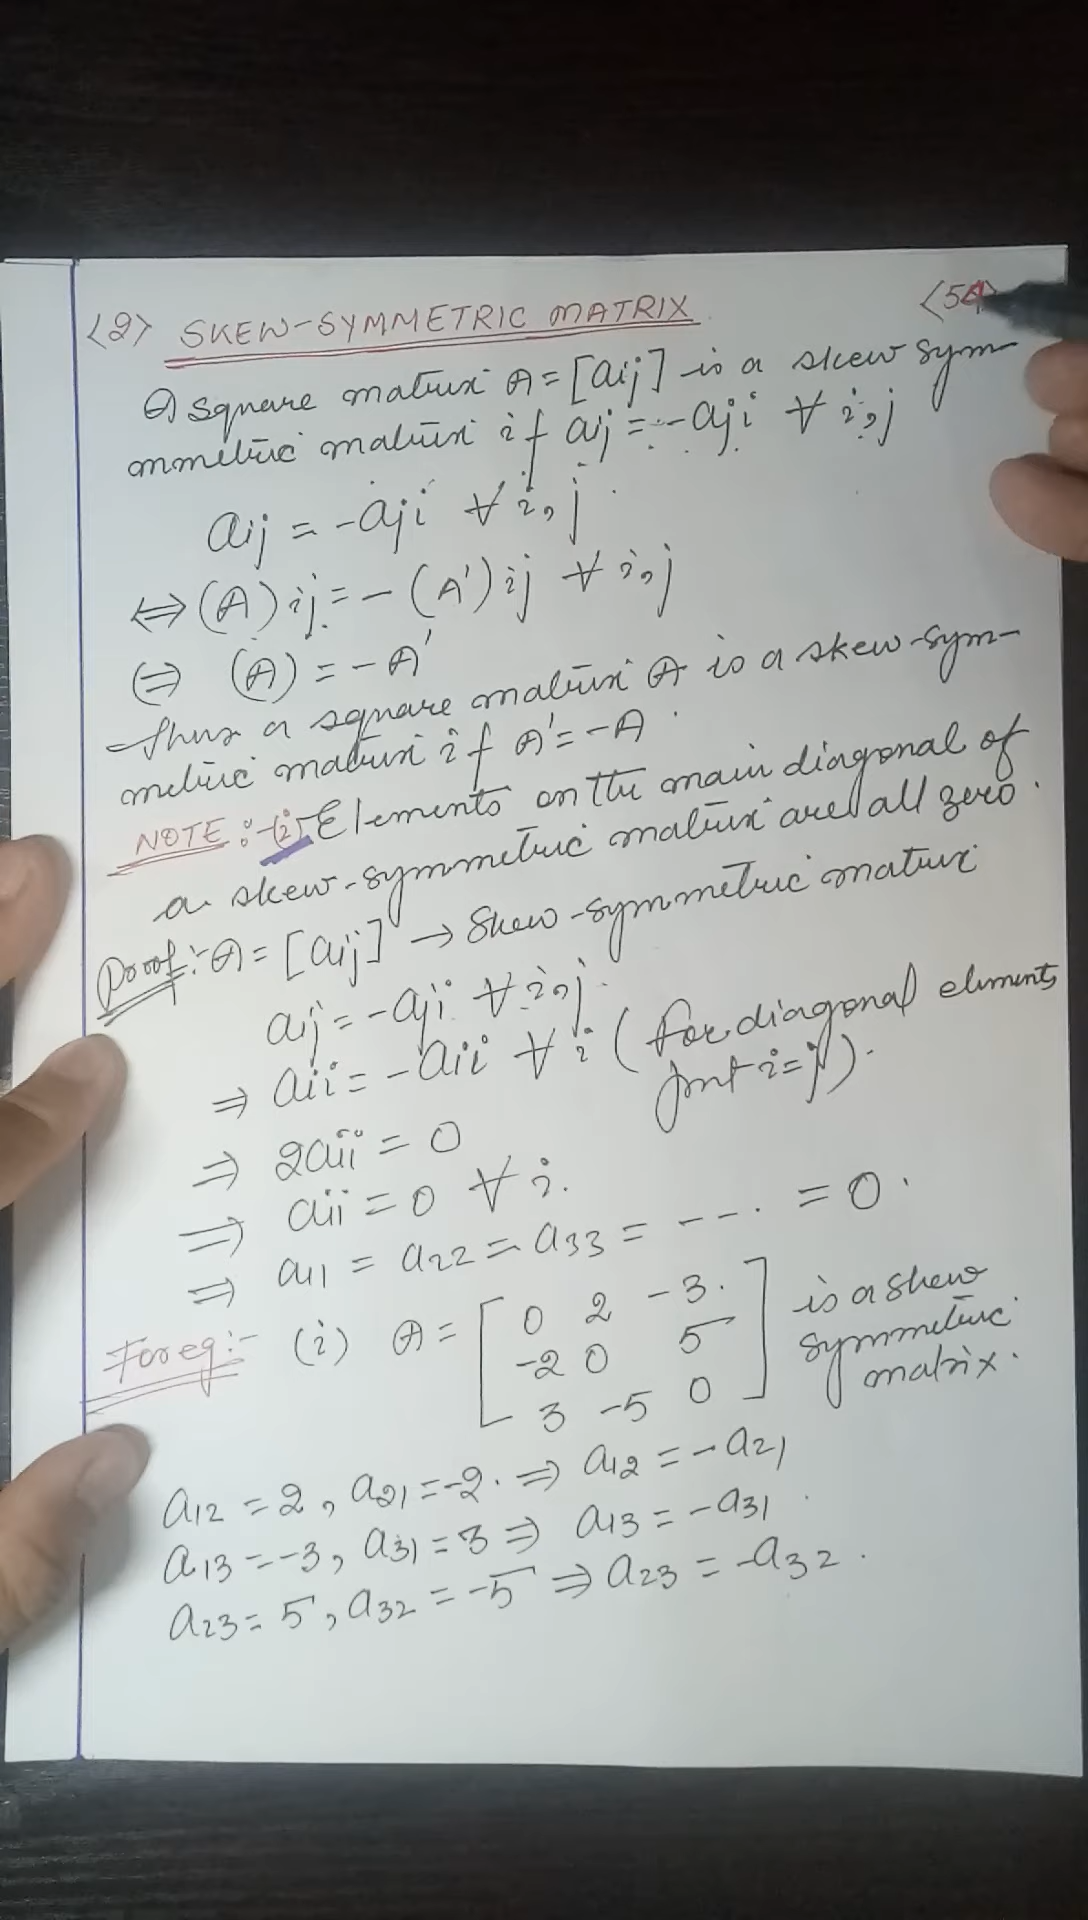 <2> SKEW-SYMMETRIC MATRIX
<54>
A square matrix A = [aij] is a skew sym-
mmetric matrix if aij = -aji ∀ i,j
aij = -aji ∀ i,j
⇔ (A)ij = -(A')ij ∀ i,j
⇔ (A) = -A'
Thus a square matrix A is a skew-sym-
metric matrix if A' = -A.
NOTE :- (i) Elements on the main diagonal of
a skew-symmetric matrix are all zero.
Proof:- A = [aij] → Skew-symmetric matrix
aij = -aji ∀ i,j.
⇒ aii = -aii ∀ i (for diagonal elements
put i=j).
⇒ 2aii = 0
⇒ aii = 0 ∀ i.
⇒ a11 = a22 = a33 = ---- = 0.
For eg:- (i) A = [0 2 -3
-2 0 5
3 -5 0] is a skew
symmetric
matrix.
a12 = 2, a21 = -2. ⇒ a12 = -a21
a13 = -3, a31 = 3 ⇒ a13 = -a31.
a23 = 5, a32 = -5 ⇒ a23 = -a32.